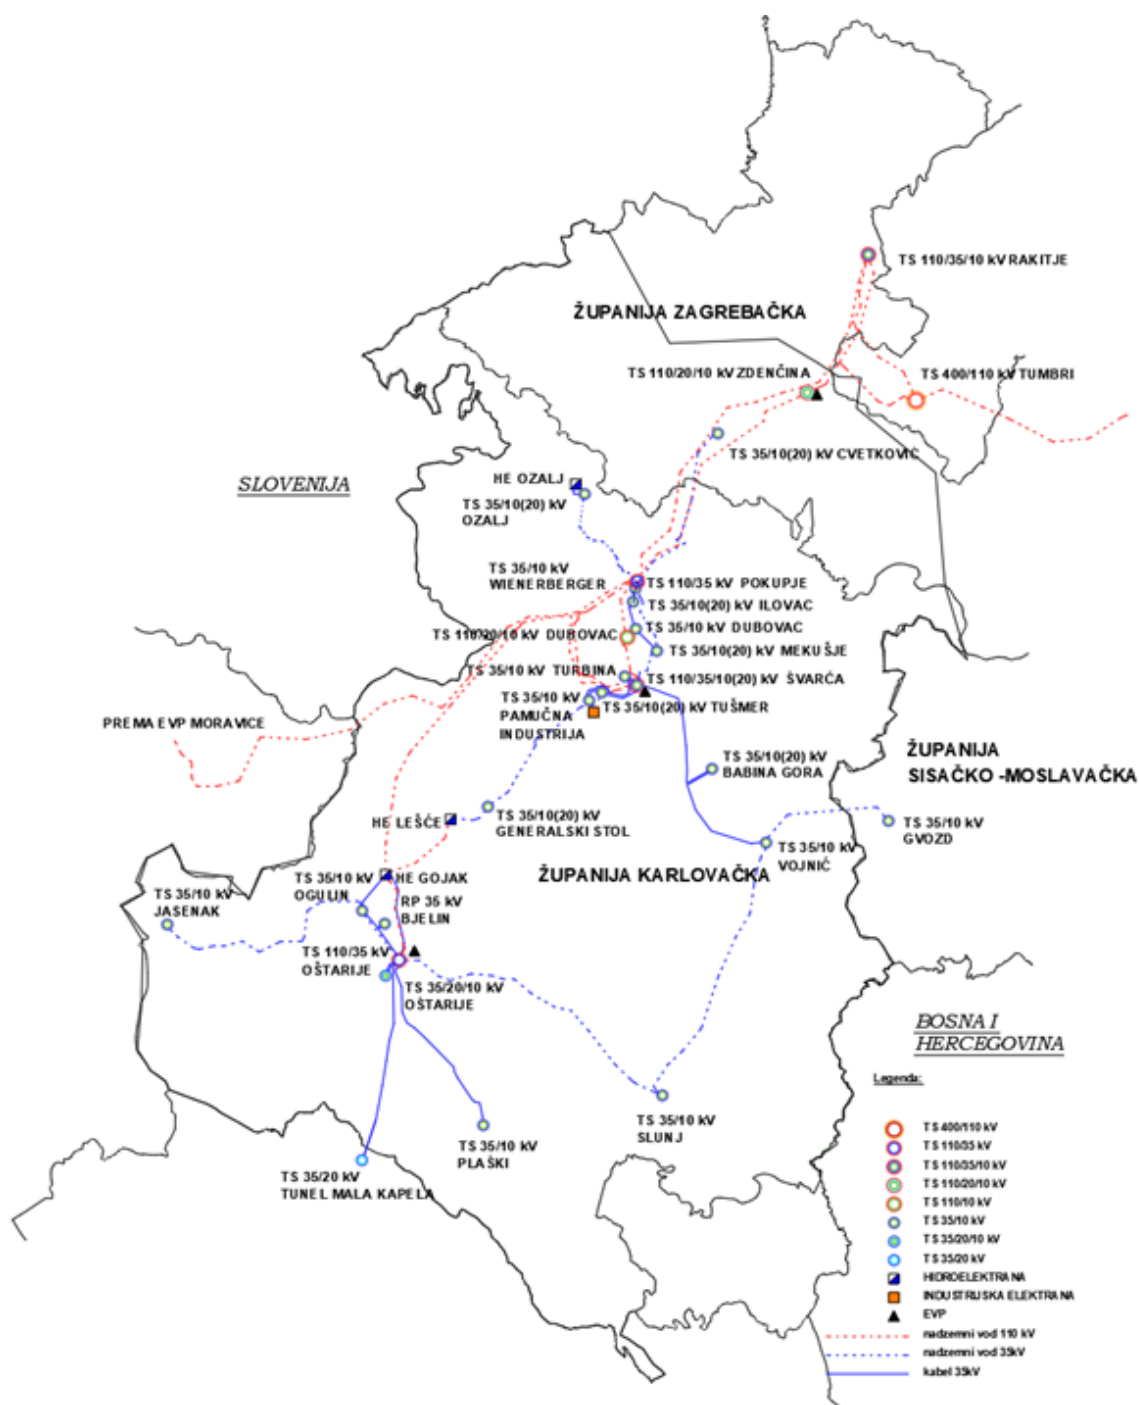 TS 110/35/10 kV RAKITJE
ŽUPANIJA ZAGREBAČKA
TS 110/20/10 kV ZDENČINA
TS 400/110 kV TUMBRI
TS 35/10(20) kV CVETKOVIĆ
SLOVENIJA
HE OZALJ
TS 35/10(20) kV
OZALJ
TS 35/10 kV
WIENERBERGER
TS 110/35 kV POKUPJE
TS 35/10(20) kV ILOVAC
TS 110/20/10 kV DUBOVAC
TS 35/10 kV DUBOVAC
TS 35/10(20) kV MEKUŠJE
TS 35/10 kV TURBINA
TS 110/35/10(20) kV ŠVARČA
TS 35/10 kV
PAMUČNA
INDUSTRIJA
TS 35/10(20) kV TUŠMER
PREMA EVP MORAVICE
TS 35/10(20) kV
BABINA GORA
ŽUPANIJA
SISAČKO -MOSLAVAČKA
HE LEŠĆE
TS 35/10(20) kV
GENERALSKI STOL
TS 35/10 kV
GVOZD
TS 35/10 kV
VOJNIĆ
ŽUPANIJA KARLOVAČKA
TS 35/10 kV
OGULIN
HE GOJAK
TS 35/10 kV
JASENAK
RP 35 kV
BJELIN
TS 110/35 kV
OŠTARIJE
TS 35/20/10 kV
OŠTARIJE
BOSNA I
HERCEGOVINA
TS 35/10 kV
SLUNJ
TS 35/10 kV
PLAŠKI
TS 35/20 kV
TUNEL MALA KAPELA
Legenda:
TS 400/110 kV
TS 110/35 kV
TS 110/35/10 kV
TS 110/20/10 kV
TS 110/10 kV
TS 35/10 kV
TS 35/20/10 kV
TS 35/20 kV
HIDROELEKTRANA
INDUSTRIJSKA ELEKTRANA
EVP
nadzemni vod 110 kV
nadzemni vod 35kV
kabel 35kV